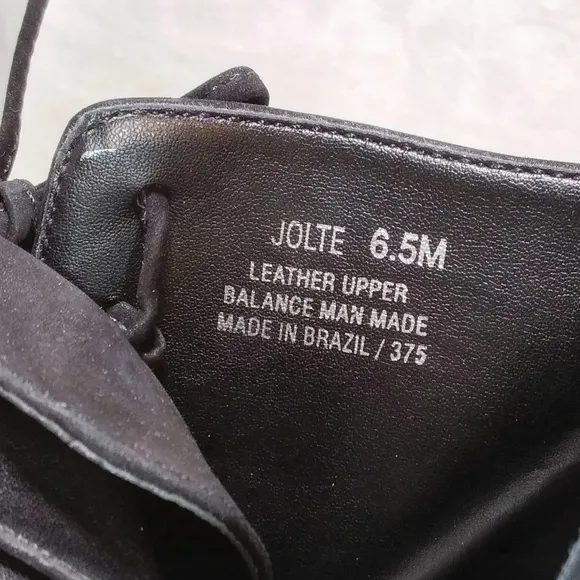 JOLTE 6.5M
LEATHER UPPER
BALANCE MAN MADE
MADE IN BRAZIL / 375